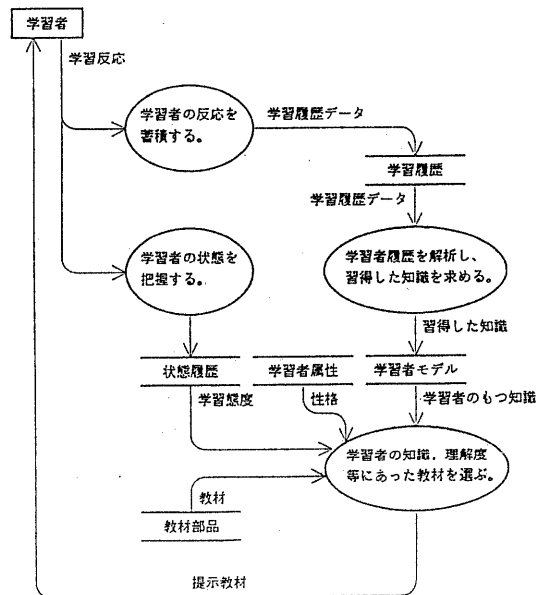 学習者
学習反応
学習者の反応を
蓄積する。
学習履歴データ
学習履歴
学習履歴データ
学習者の状態を
把握する。
学習者履歴を解析し、
習得した知識を求める。
習得した知識
状態履歴
学習者属性
学習者モデル
学習態度
性格
学習者のもつ知識
学習者の知識，理解度
等にあった教材を選ぶ。
教材
教材部品
提示教材